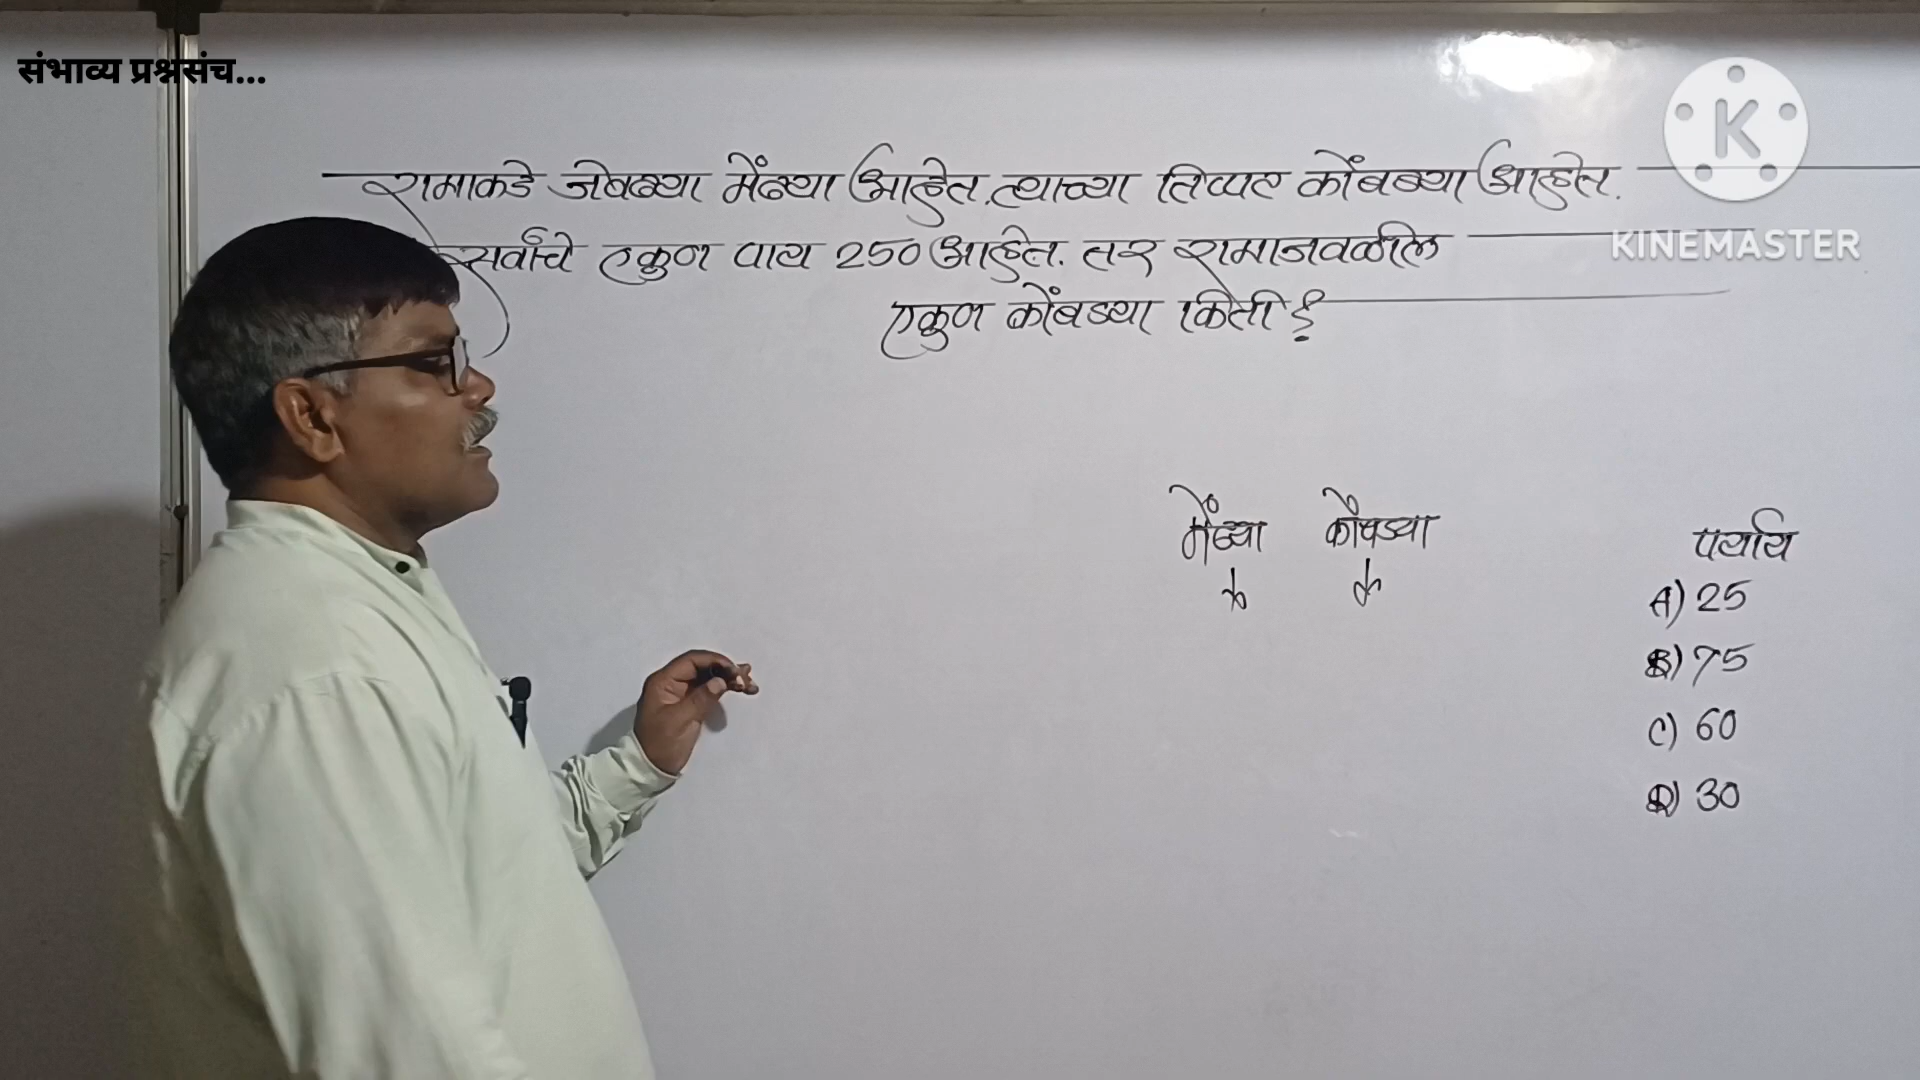 संभाव्य प्रश्नसंच...
K
KINEMASTER
रामाकडे जेवढ्या मेंढ्या आहेत. त्याच्या तिप्पट कोंबड्या आहेत.
सर्वांचे एकुण पाय 250 आहेत. तर रामाजवळील
एकुण कोंबड्या किती?
मेंढ्या कोंबड्या
पर्याय
A) 25
B) 75
C) 60
D) 30